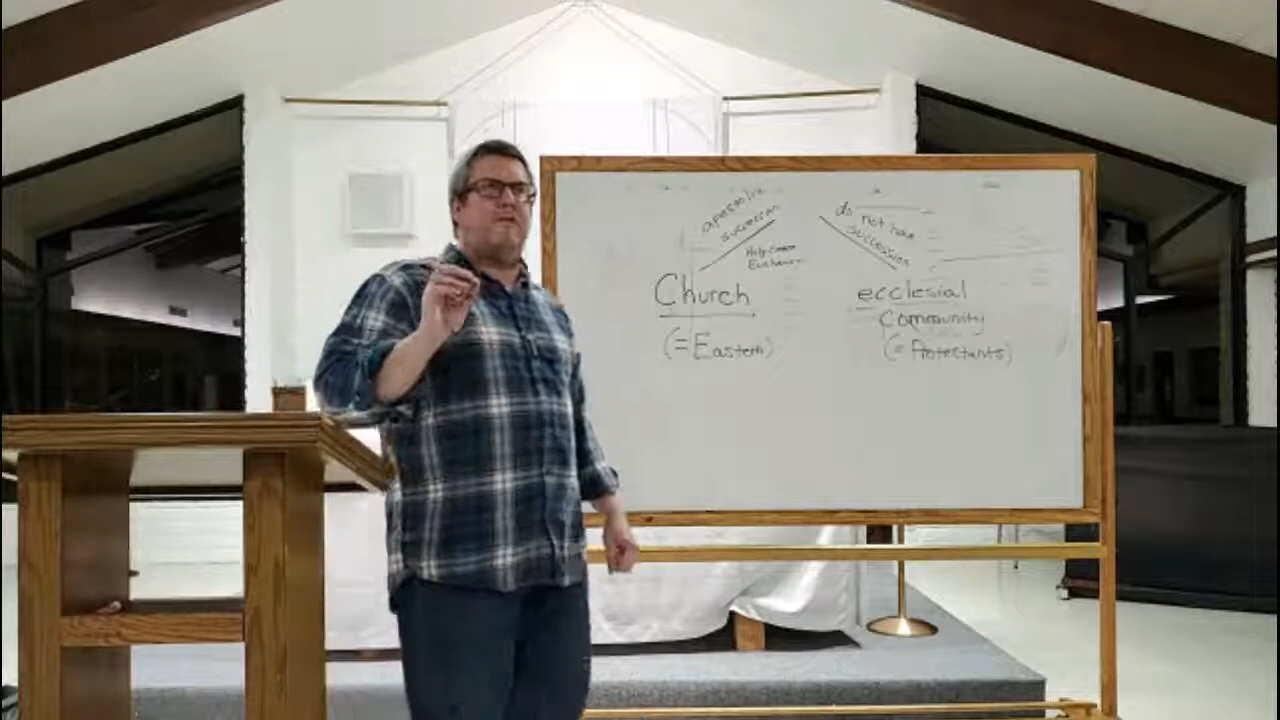 apostolic
succession
Holy Orders
Eucharist
do not have
succession
Church
(= Eastern)
ecclesial
Community
(= Protestants)